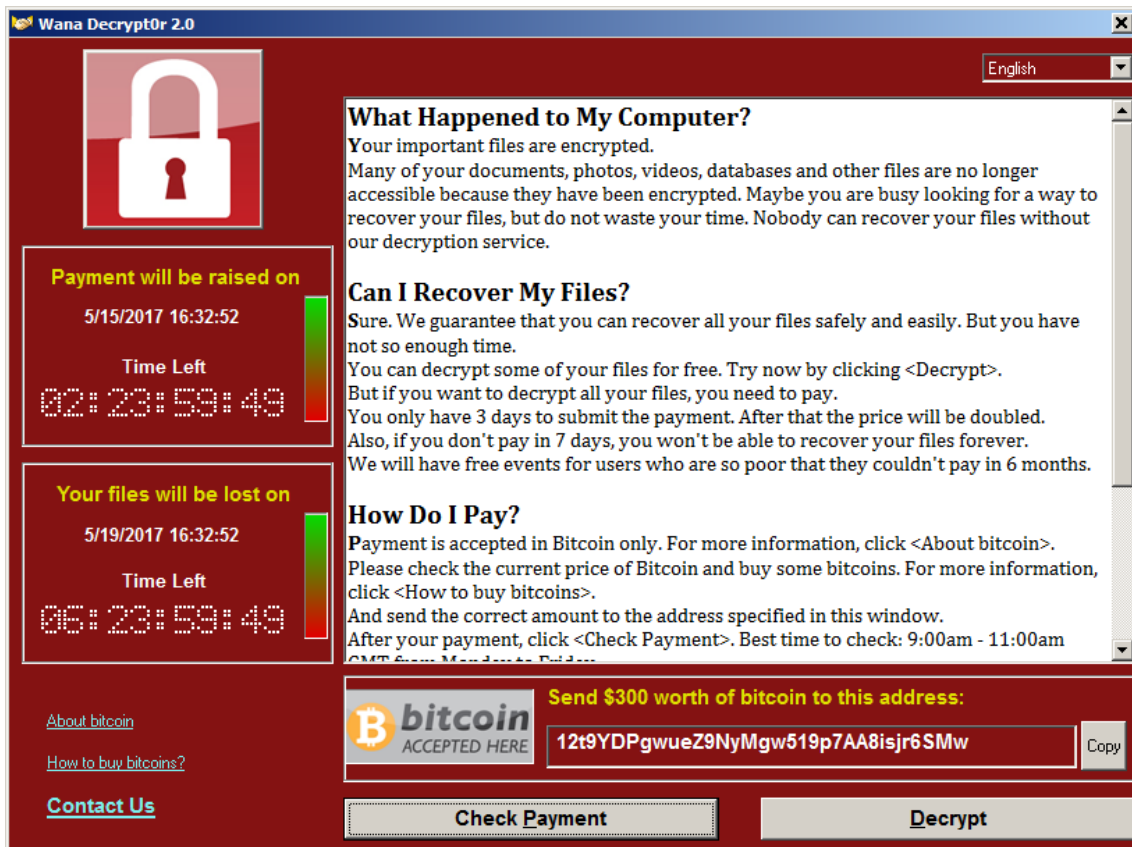 Wana Decrypt0r 2.0
English
What Happened to My Computer?
Your important files are encrypted.
Many of your documents, photos, videos, databases and other files are no longer
accessible because they have been encrypted. Maybe you are busy looking for a way to
recover your files, but do not waste your time. Nobody can recover your files without
our decryption service.
Can I Recover My Files?
Sure. We guarantee that you can recover all your files safely and easily. But you have
not so enough time.
You can decrypt some of your files for free. Try now by clicking <Decrypt>.
But if you want to decrypt all your files, you need to pay.
You only have 3 days to submit the payment. After that the price will be doubled.
Also, if you don't pay in 7 days, you won't be able to recover your files forever.
We will have free events for users who are so poor that they couldn't pay in 6 months.
How Do I Pay?
Payment is accepted in Bitcoin only. For more information, click <About bitcoin>.
Please check the current price of Bitcoin and buy some bitcoins. For more information,
click <How to buy bitcoins>.
And send the correct amount to the address specified in this window.
After your payment, click <Check Payment>. Best time to check: 9:00am - 11:00am
GMT from Monday to Friday
Payment will be raised on
5/15/2017 16:32:52
Time Left
02:23:59:49
Your files will be lost on
5/19/2017 16:32:52
Time Left
06:23:59:49
About bitcoin
How to buy bitcoins?
Contact Us
bitcoin
ACCEPTED HERE
Send $300 worth of bitcoin to this address:
12t9YDPgwueZ9NyMgw519p7AA8isjr6SMw
Copy
Check Payment
Decrypt